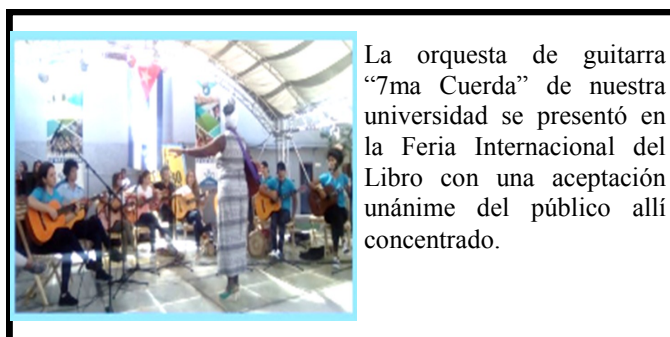 La orquesta de guitarra
“7ma Cuerda” de nuestra
universidad se presentó en
la Feria Internacional del
Libro con una aceptación
unánime del público allí
concentrado.